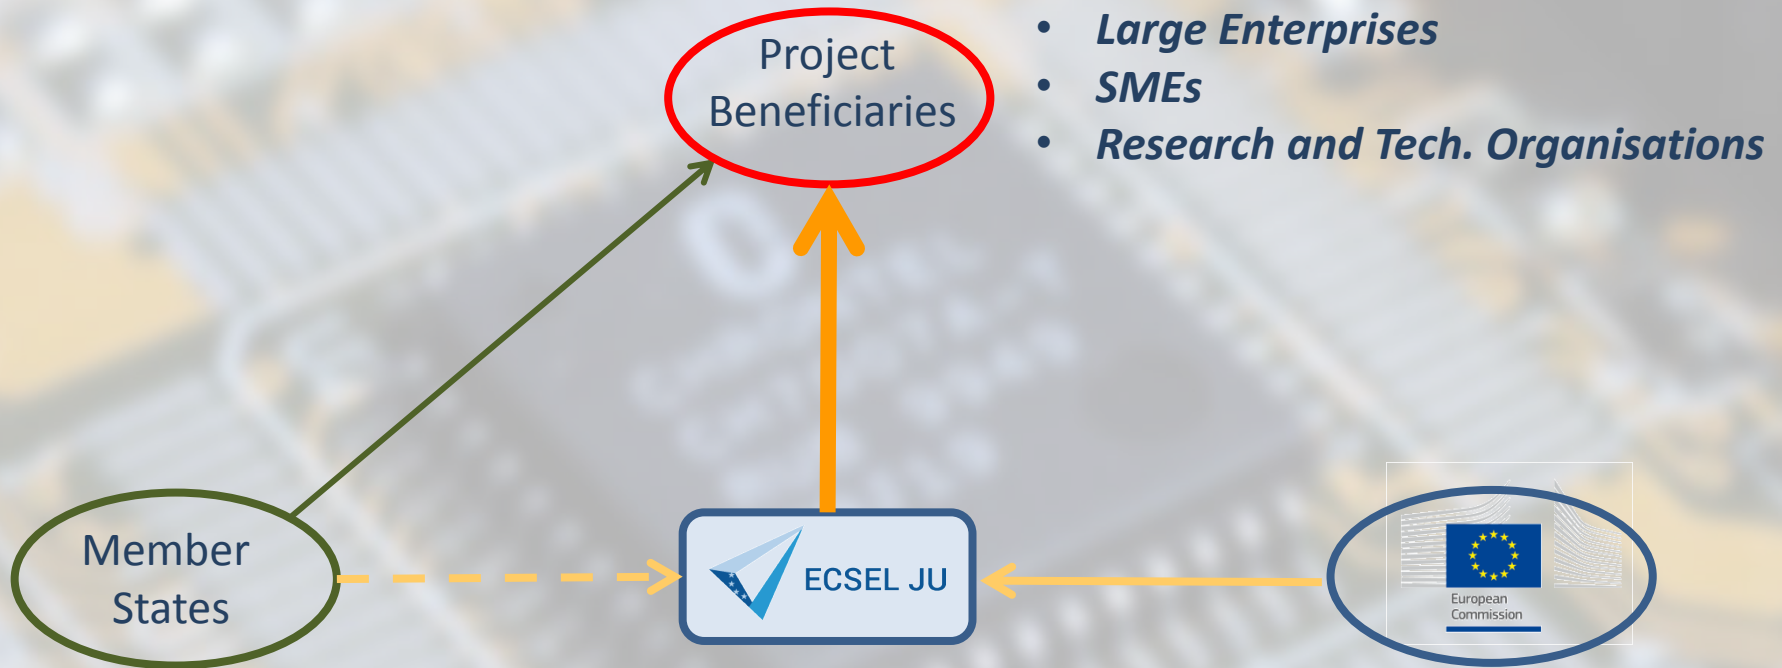 Project
Beneficiaries
• Large Enterprises
• SMEs
• Research and Tech. Organisations
Member
States
ECSEL JU
European
Commission